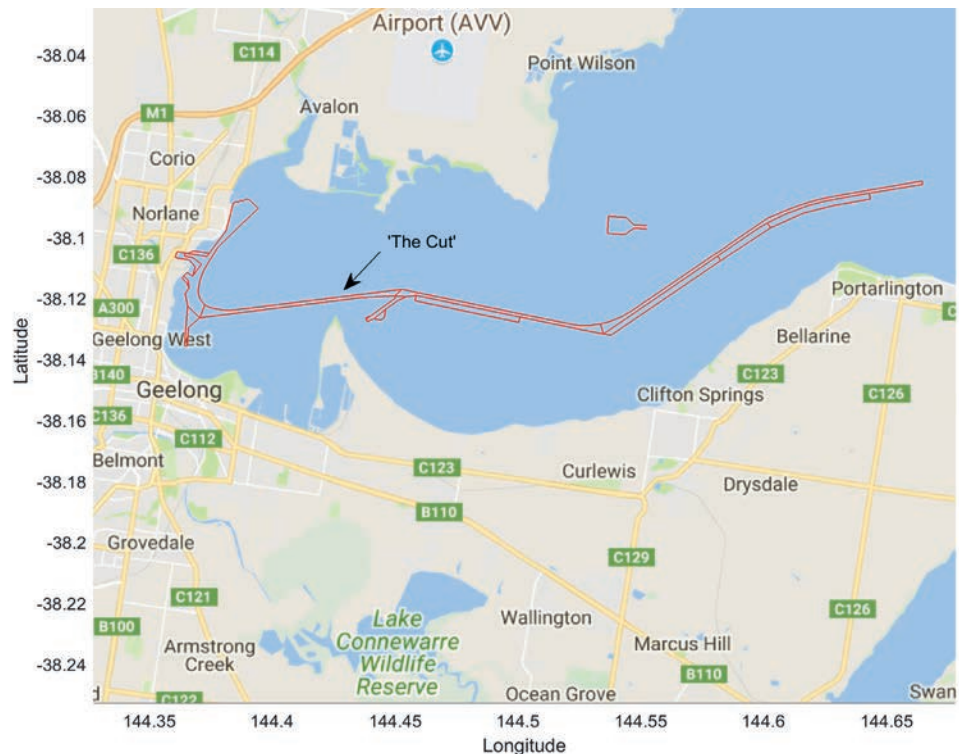 Airport (AVV)
-38.04
C114
Point Wilson
-38.06
Avalon
M1
Corio
-38.08
Norlane
-38.1
C136
'The Cut'
-38.12
A300
Portarlington
C
Geelong West
Bellarine
-38.14
B140
C123
Geelong
Clifton Springs
C126
C136
-38.16
C112
Belmont
C123
Curlewis
-38.18
Drysdale
B110
-38.2
Grovedale
C129
C121
-38.22
C126
B100
Lake
Connewarre
Wildlife
Reserve
Wallington
Armstrong
Creek
Marcus Hill
-38.24
B110
d
C122
Ocean Grove
Swan
Latitude
144.35
144.4
144.45
144.5
144.55
144.6
144.65
Longitude